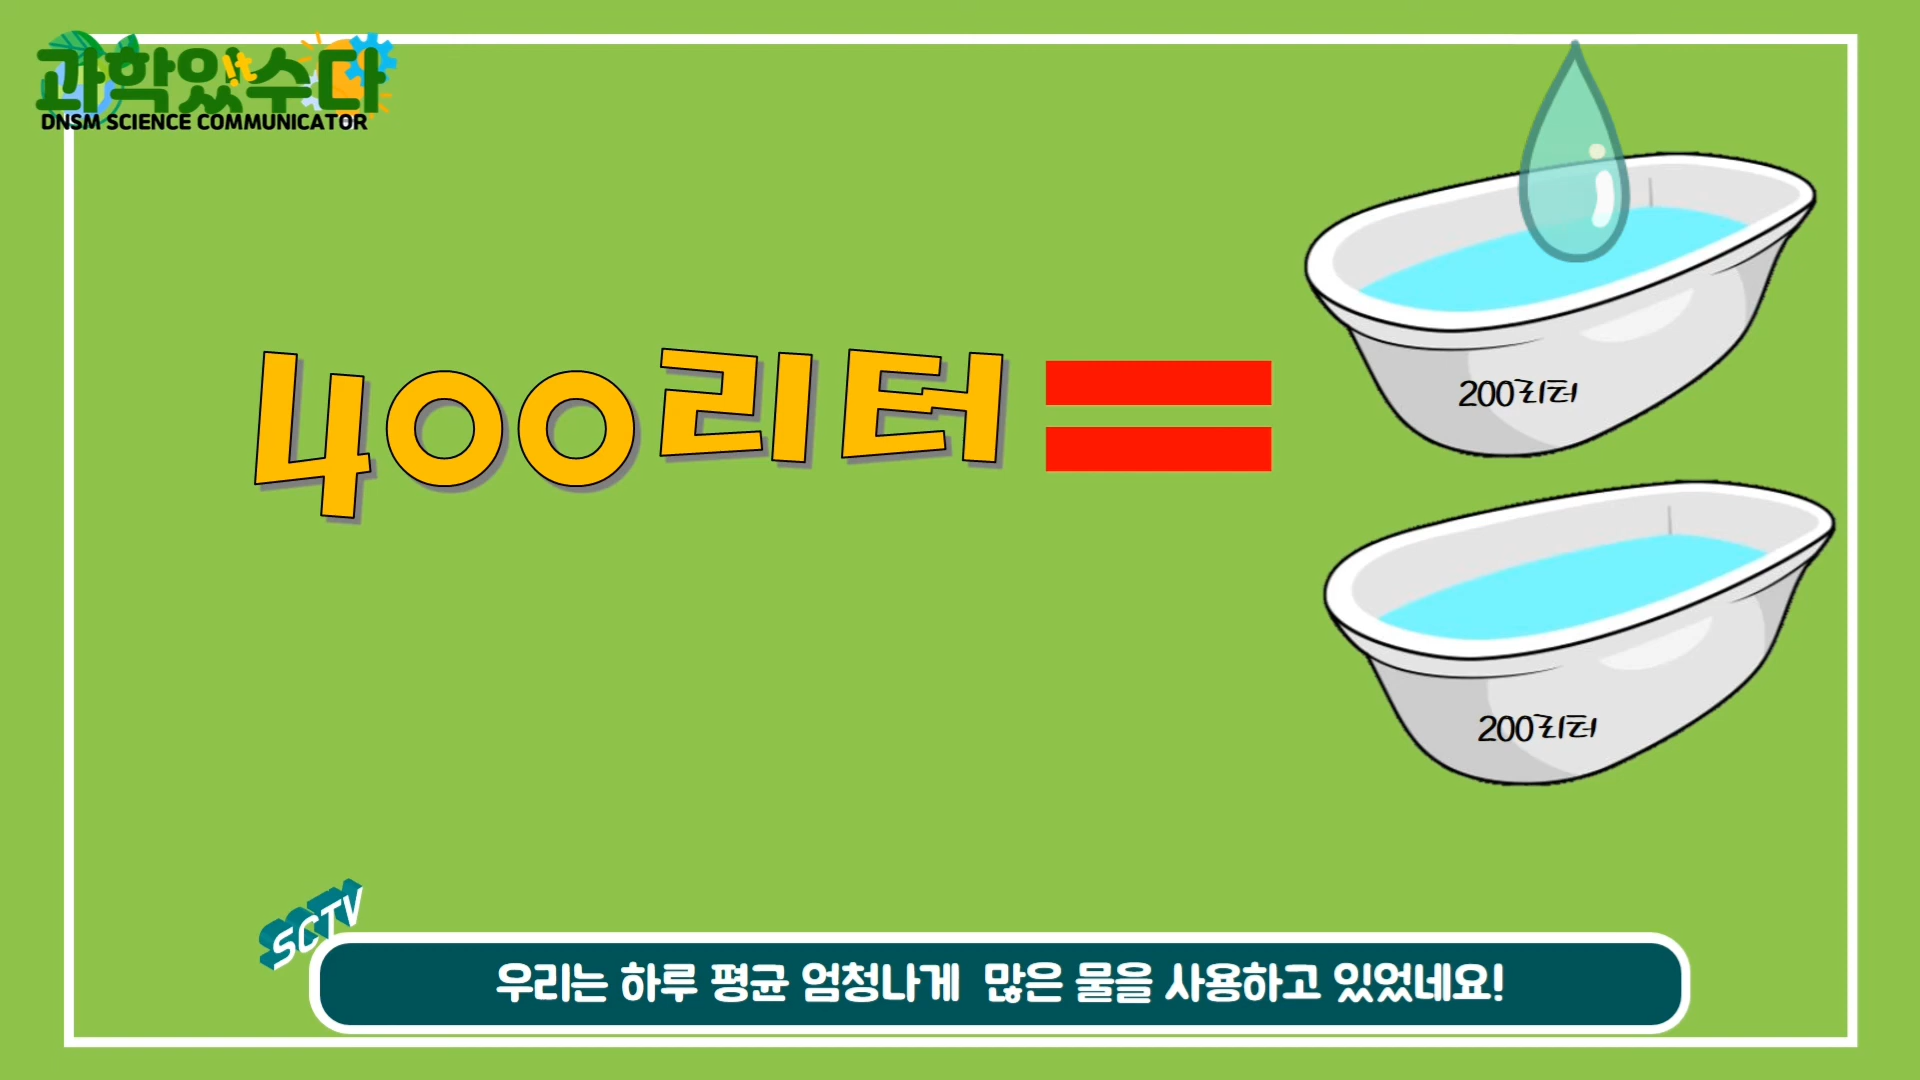 과학있!t수다
DNSM SCIENCE COMMUNICATOR
400리터
200리터
200리터
SCTV
우리는 하루 평균 엄청나게 많은 물을 사용하고 있었네요!